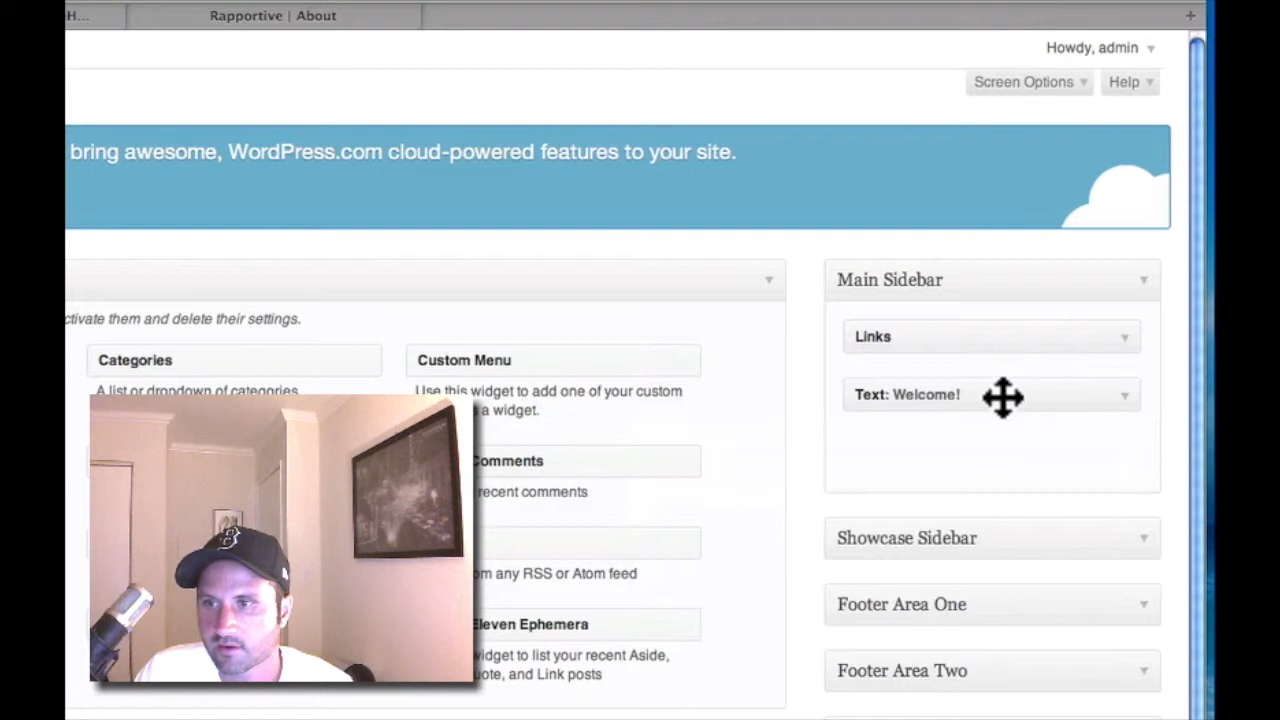 H...
Rapportive | About
+
Howdy, admin
Screen Options
Help
bring awesome, WordPress.com cloud-powered features to your site.
Main Sidebar
ctivate them and delete their settings.
Links
Categories
Custom Menu
A list or dropdown of categories
Use this widget to add one of your custom
s a widget.
Text: Welcome!
Comments
recent comments
Showcase Sidebar
om any RSS or Atom feed
Footer Area One
Eleven Ephemera
widget to list your recent Aside,
uote, and Link posts
Footer Area Two
B